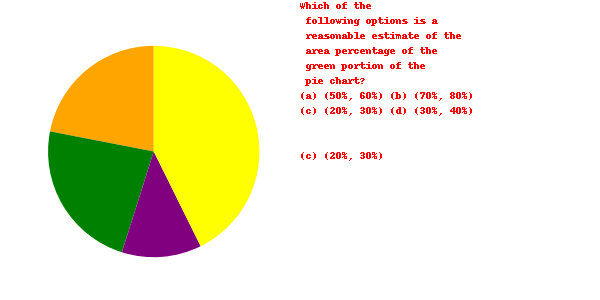 Which of the
following options is a
reasonable estimate of the
area percentage of the
green portion of the
pie chart?
(a) (50%, 60%) (b) (70%, 80%)
(c) (20%, 30%) (d) (30%, 40%)
(c) (20%, 30%)